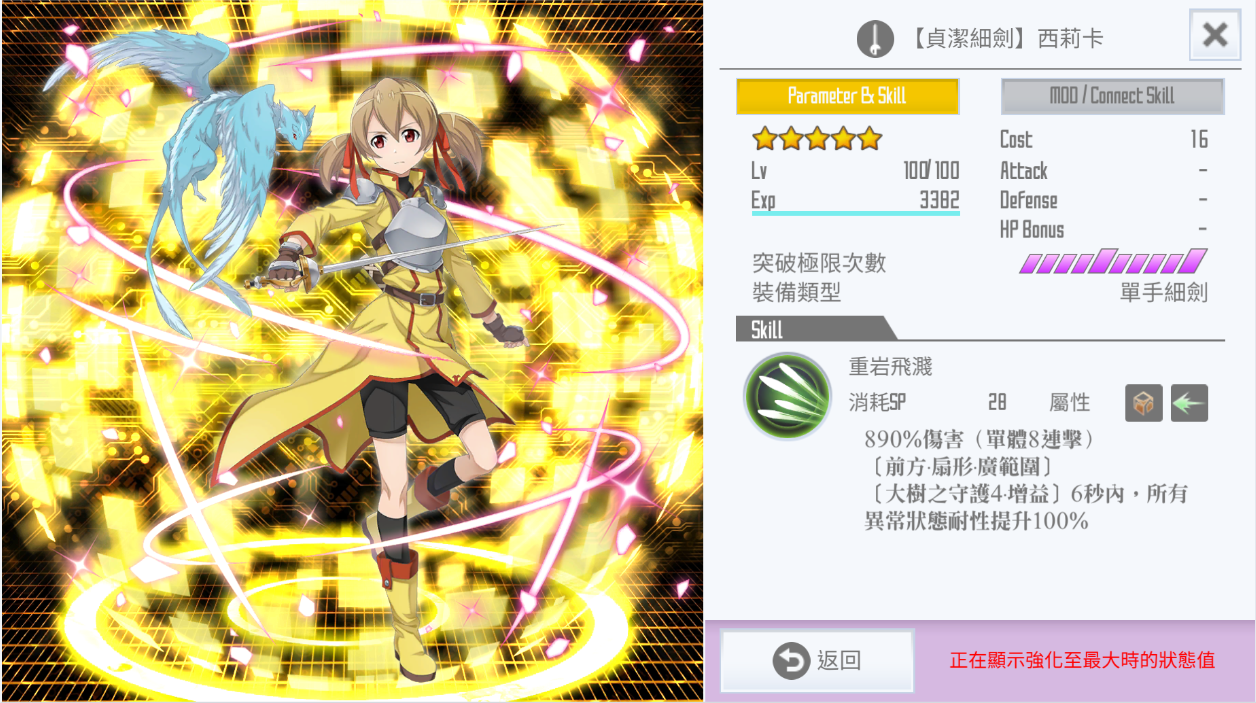 【貞潔細劍】西莉卡
Parameter & Skill
MOD / Connect Skill
Lv 100/100
Exp 3382
Cost 16
Attack -
Defense -
HP Bonus -
突破極限次數
裝備類型 單手細劍
Skill
重岩飛濺
消耗SP 28 屬性
890%傷害（單體8連擊）
〔前方·扇形·廣範圍〕
〔大樹之守護4·增益〕6秒內，所有
異常狀態耐性提升100%
返回
正在顯示強化至最大時的狀態值